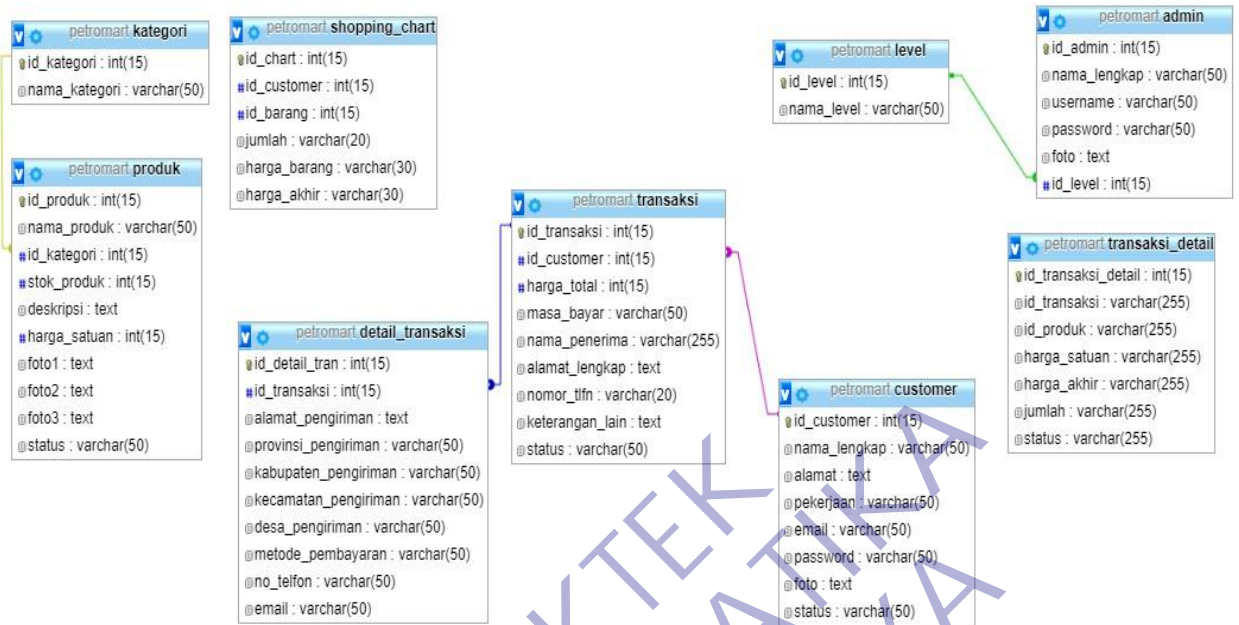 petromart kategori
id_kategori : int(15)
nama_kategori : varchar(50)
petromart shopping_chart
id_chart : int(15)
#id_customer : int(15)
#id_barang : int(15)
jumlah : varchar(20)
harga_barang : varchar(30)
harga_akhir : varchar(30)
petromart level
id_level : int(15)
nama_level : varchar(50)
petromart admin
id_admin : int(15)
nama_lengkap : varchar(50)
username : varchar(50)
password : varchar(50)
foto : text
#id_level : int(15)
petromart produk
id_produk : int(15)
nama_produk : varchar(50)
#id_kategori : int(15)
#stok_produk : int(15)
deskripsi : text
#harga_satuan : int(15)
foto1 : text
foto2 : text
foto3 : text
status : varchar(50)
petromart transaksi
id_transaksi : int(15)
#id_customer : int(15)
#harga_total : int(15)
masa_bayar : varchar(50)
nama_penerima : varchar(255)
alamat_lengkap : text
nomor_tlfn : varchar(20)
keterangan_lain : text
status : varchar(50)
petromart transaksi_detail
id_transaksi_detail : int(15)
id_transaksi : varchar(255)
id_produk : varchar(255)
harga_satuan : varchar(255)
harga_akhir : varchar(255)
jumlah : varchar(255)
status : varchar(255)
petromart detail_transaksi
id_detail_tran : int(15)
#id_transaksi : int(15)
alamat_pengiriman : text
provinsi_pengiriman : varchar(50)
kabupaten_pengiriman : varchar(50)
kecamatan_pengiriman : varchar(50)
desa_pengiriman : varchar(50)
metode_pembayaran : varchar(50)
no_telfon : varchar(50)
email : varchar(50)
petromart customer
id_customer : int(15)
nama_lengkap : varchar(50)
alamat : text
pekerjaan : varchar(50)
email : varchar(50)
password : varchar(50)
foto : text
status : varchar(50)